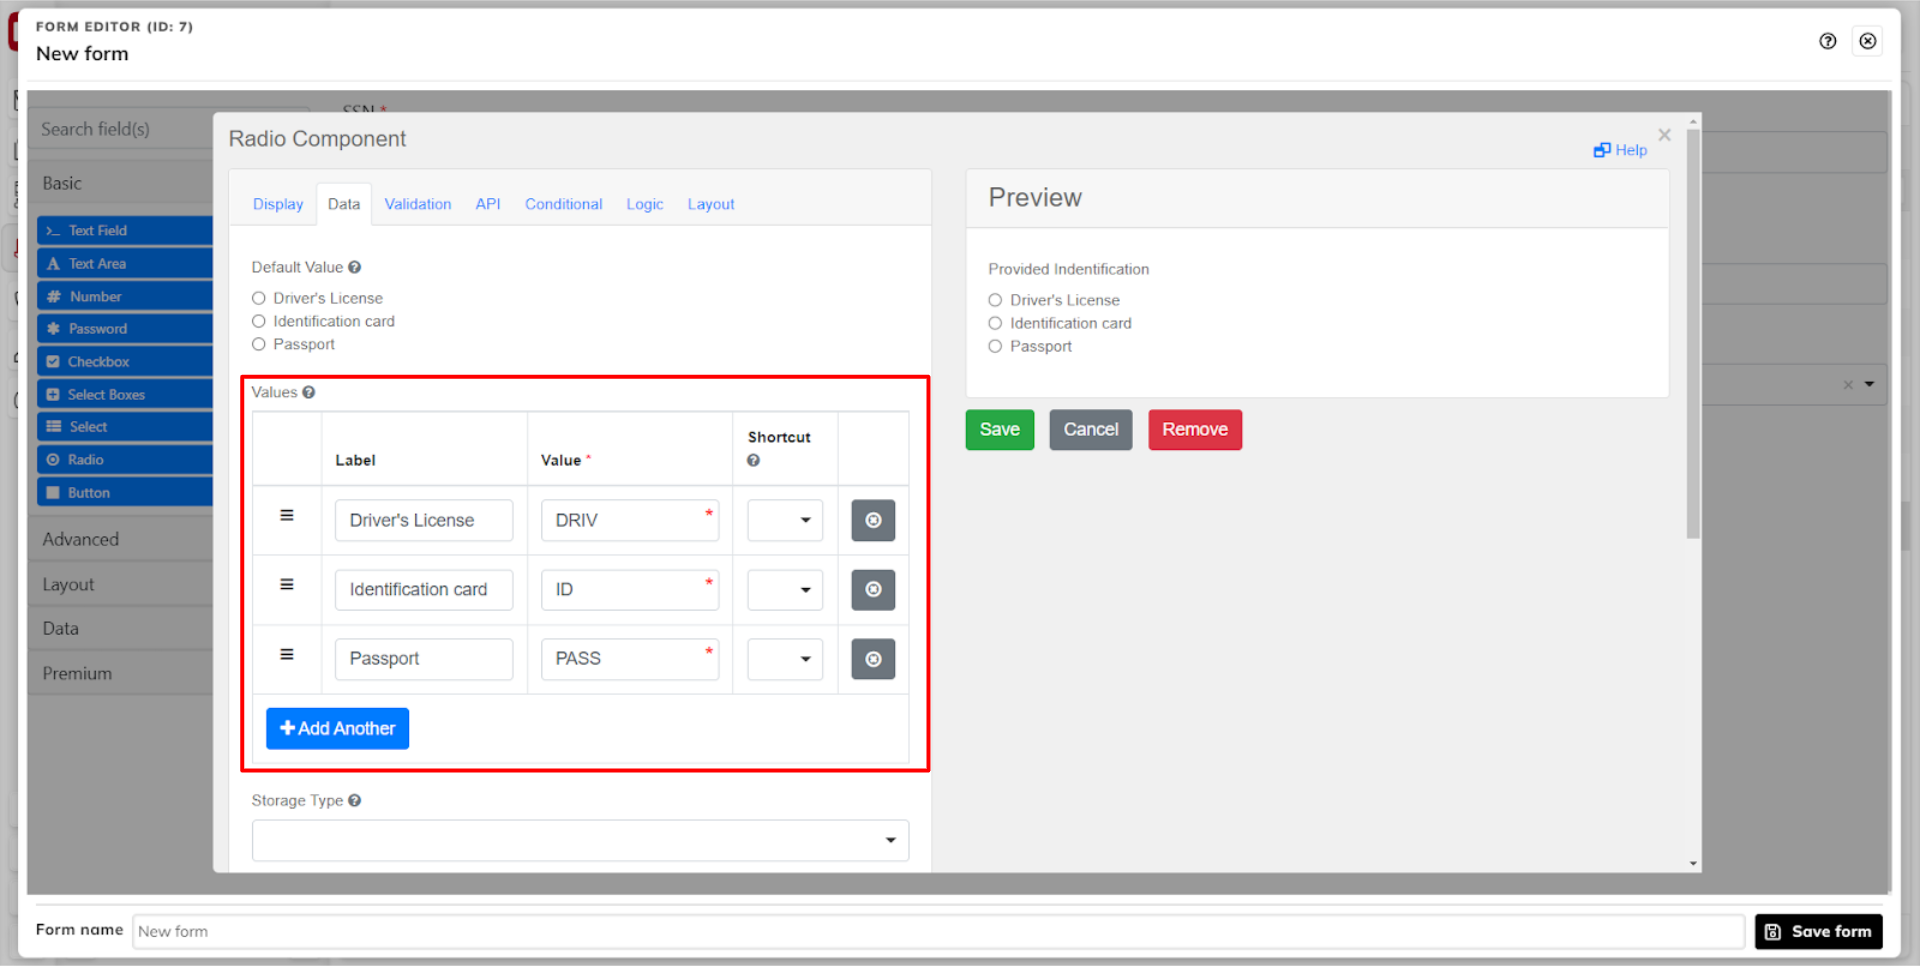 FORM EDITOR (ID: 7)
New form
SSN *
Search field(s)
Basic
Text Field
Text Area
Number
Password
Checkbox
Select Boxes
Select
Radio
Button
Advanced
Layout
Data
Premium
Radio Component
Help
Display Data Validation API Conditional Logic Layout
Default Value
Driver's License
Identification card
Passport
Values
Label Value * Shortcut
Driver's License DRIV *
Identification card ID *
Passport PASS *
Add Another
Storage Type
Preview
Provided Indentification
Driver's License
Identification card
Passport
Save Cancel Remove
Form name New form Save form